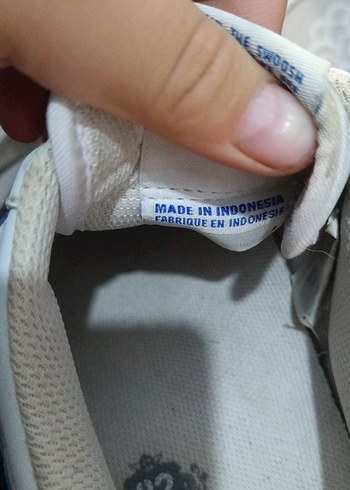 THE SWOOSH
MADE IN INDONESIA
FABRIQUE EN INDONESIE